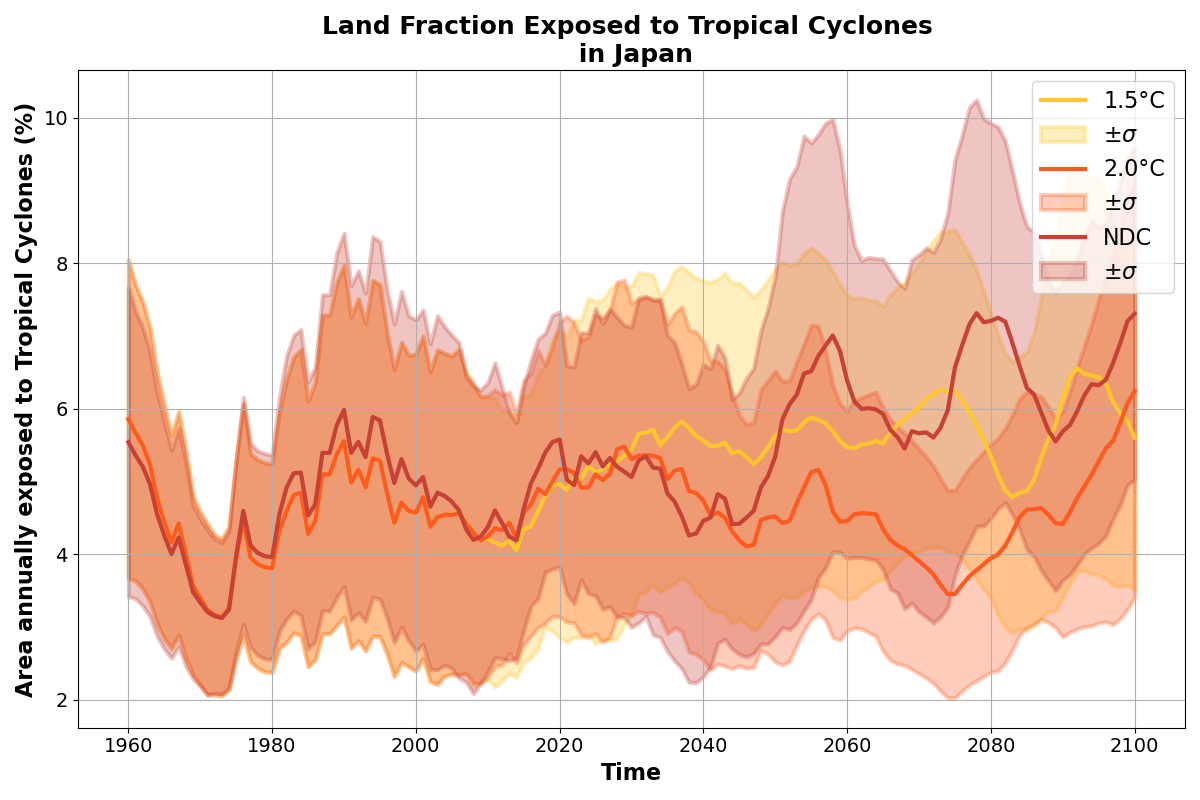 Land Fraction Exposed to Tropical Cyclones
in Japan
Area annually exposed to Tropical Cyclones (%)
10
8
6
4
2
1960 1980 2000 2020 2040 2060 2080 2100
Time
1.5°C
±σ
2.0°C
±σ
NDC
±σ